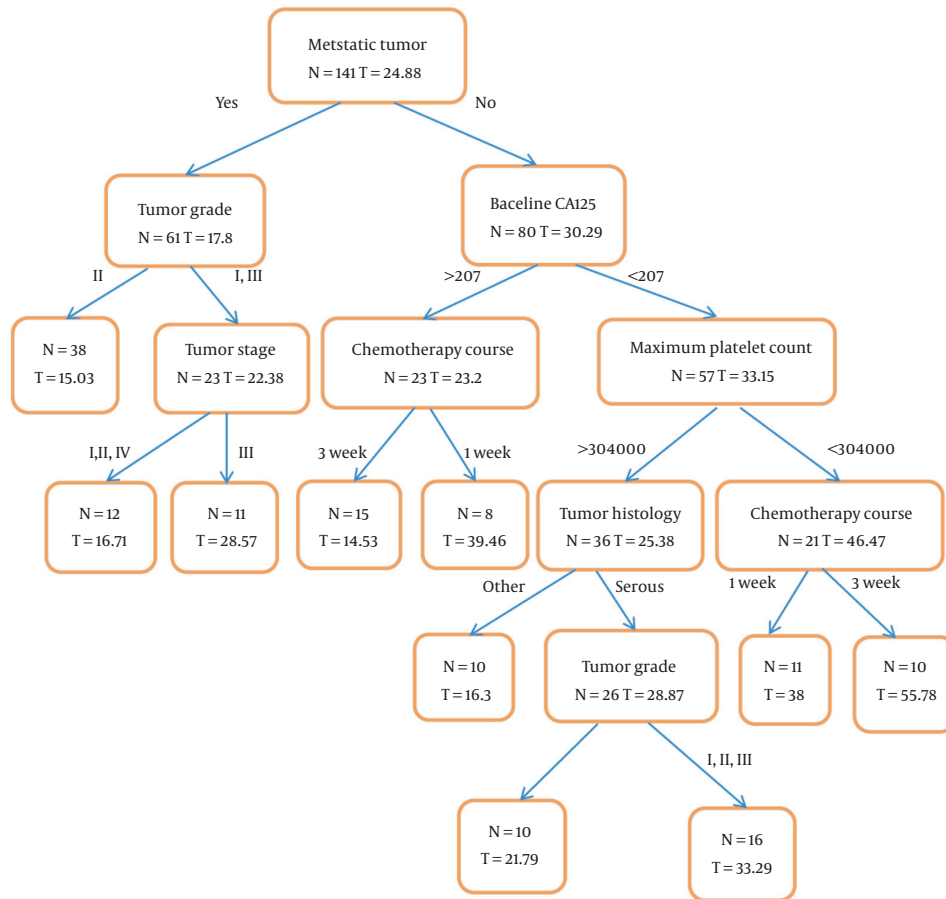 Metstatic tumor
N = 141 T = 24.88
Yes
No
Tumor grade
N = 61 T = 17.8
Baceline CA125
N = 80 T = 30.29
II
I, III
>207
<207
N = 38
T = 15.03
Tumor stage
N = 23 T = 22.38
Chemotherapy course
N = 23 T = 23.2
Maximum platelet count
N = 57 T = 33.15
I,II, IV
III
3 week
1 week
>304000
<304000
N = 12
T = 16.71
N = 11
T = 28.57
N = 15
T = 14.53
N = 8
T = 39.46
Tumor histology
N = 36 T = 25.38
Chemotherapy course
N = 21 T = 46.47
Other
Serous
1 week
3 week
N = 10
T = 16.3
Tumor grade
N = 26 T = 28.87
N = 11
T = 38
N = 10
T = 55.78
I, II, III
N = 10
T = 21.79
N = 16
T = 33.29